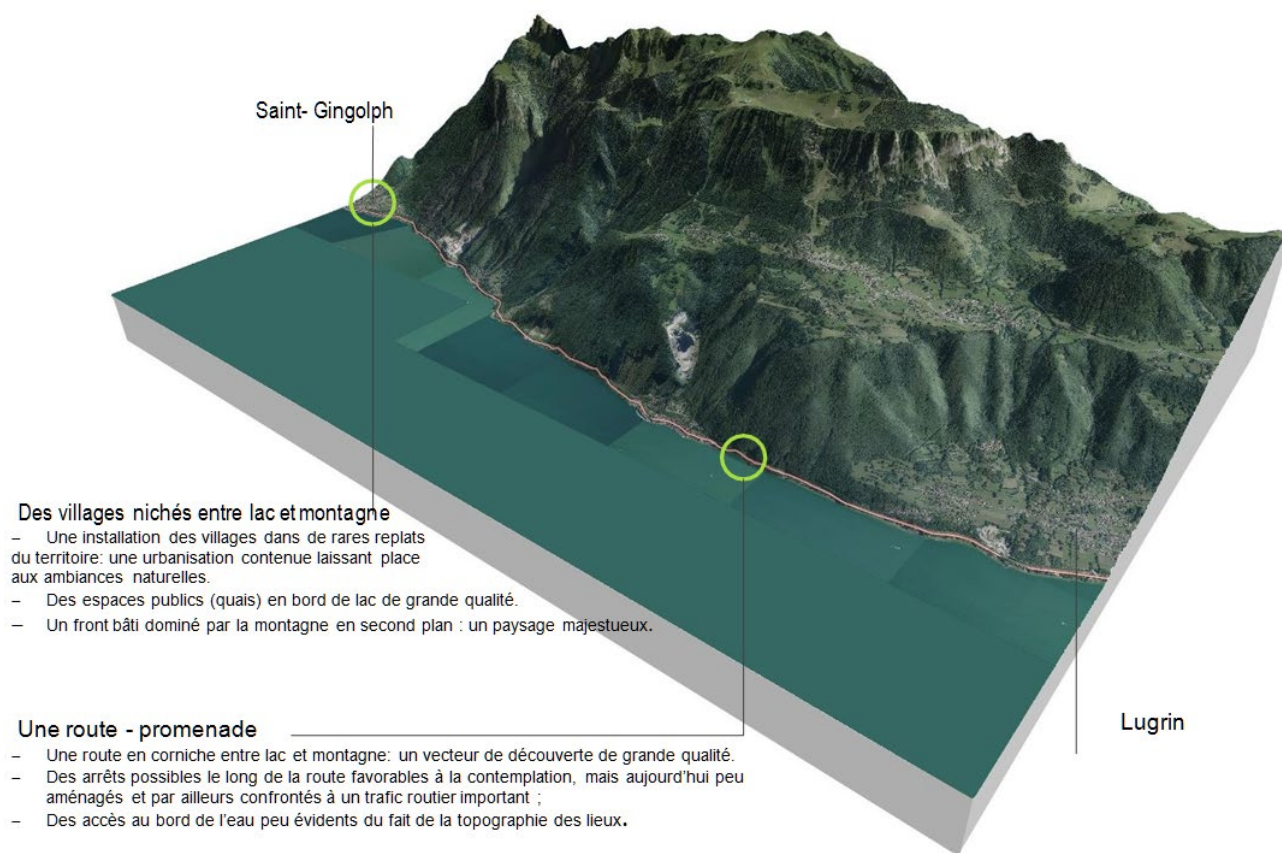 Saint- Gingolph
Des villages nichés entre lac et montagne
– Une installation des villages dans de rares replats
du territoire: une urbanisation contenue laissant place
aux ambiances naturelles.
– Des espaces publics (quais) en bord de lac de grande qualité.
– Un front bâti dominé par la montagne en second plan : un paysage majestueux.
Une route - promenade
– Une route en corniche entre lac et montagne: un vecteur de découverte de grande qualité.
– Des arrêts possibles le long de la route favorables à la contemplation, mais aujourd'hui peu
aménagés et par ailleurs confrontés à un trafic routier important ;
– Des accès au bord de l'eau peu évidents du fait de la topographie des lieux.
Lugrin